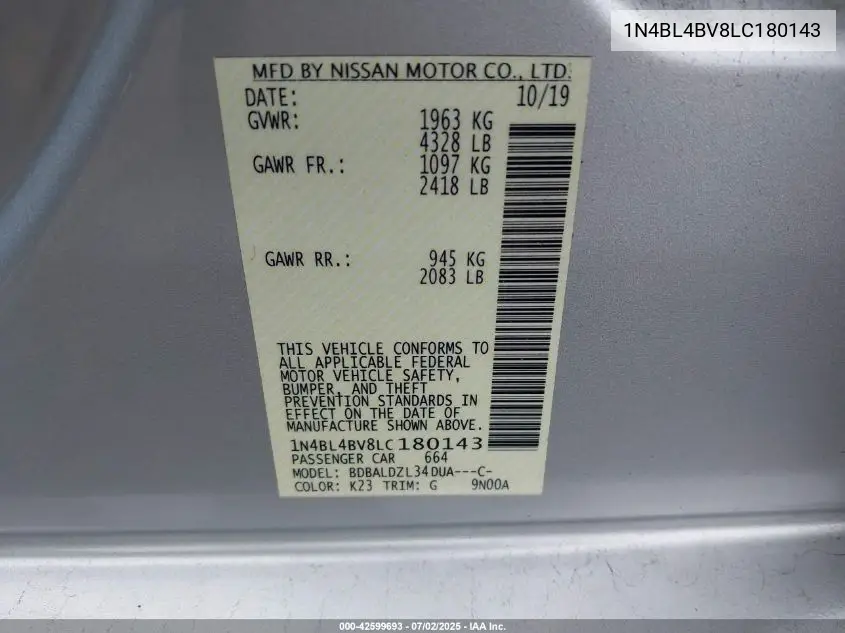 1N4BL4BV8LC180143
MFD BY NISSAN MOTOR CO., LTD.
DATE: 10/19
GVWR: 1963 KG
4328 LB
GAWR FR.: 1097 KG
2418 LB
GAWR RR.: 945 KG
2083 LB
THIS VEHICLE CONFORMS TO
ALL APPLICABLE FEDERAL
MOTOR VEHICLE SAFETY,
BUMPER, AND THEFT
PREVENTION STANDARDS IN
EFFECT ON THE DATE OF
MANUFACTURE SHOWN ABOVE.
1N4BL4BV8LC180143
PASSENGER CAR 664
MODEL: BDBALDZL34DUA---C-
COLOR: K23 TRIM: G 9N00A
000-42599693 - 07/02/2025 - IAA Inc.